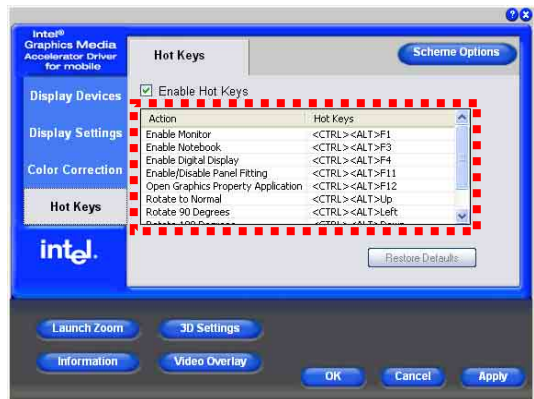 Intel®
Graphics Media
Accelerator Driver
for mobile
Hot Keys
Scheme Options
Display Devices
Display Settings
Color Correction
Hot Keys
intel.
Enable Hot Keys
Action Hot Keys
Enable Monitor <CTRL><ALT>F1
Enable Notebook <CTRL><ALT>F3
Enable Digital Display <CTRL><ALT>F4
Enable/Disable Panel Fitting <CTRL><ALT>F11
Open Graphics Property Application <CTRL><ALT>F12
Rotate to Normal <CTRL><ALT>Up
Rotate 90 Degrees <CTRL><ALT>Left
Restore Defaults
Launch Zoom 3D Settings
Information Video Overlay
OK Cancel Apply